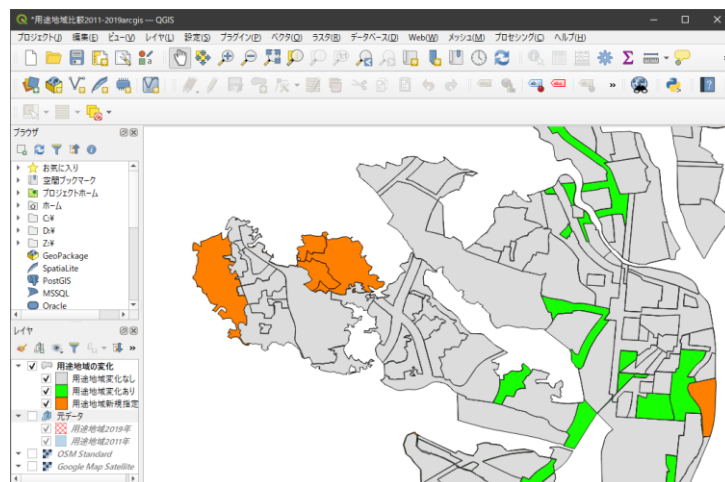 *用途地域比較2011-2019arcgis — QGIS
プロジェクト(J) 編集(E) ビュー(V) レイヤ(L) 設定(S) プラグイン(P) ベクタ(O) ラスタ(R) データベース(D) Web(W) メッシュ(M) プロセシング(C) ヘルプ(H)
ブラウザ
お気に入り
空間ブックマーク
プロジェクトホーム
ホーム
C:¥
D:¥
Z:¥
GeoPackage
SpatiaLite
PostGIS
MSSQL
Oracle
レイヤ
用途地域の変化
用途地域変化なし
用途地域変化あり
用途地域新規指定
元データ
用途地域2019年
用途地域2011年
OSM Standard
Google Map Satellite